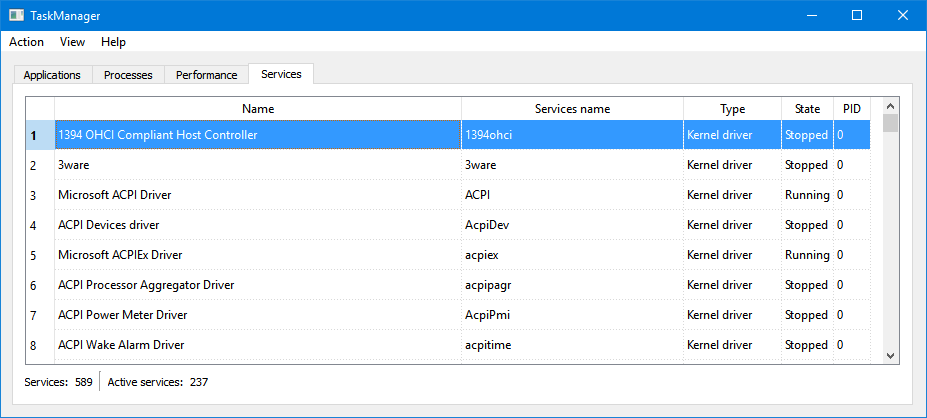 TaskManager
Action View Help
Applications Processes Performance Services
Name Services name Type State PID
1 1394 OHCI Compliant Host Controller 1394ohci Kernel driver Stopped 0
2 3ware 3ware Kernel driver Stopped 0
3 Microsoft ACPI Driver ACPI Kernel driver Running 0
4 ACPI Devices driver AcpiDev Kernel driver Stopped 0
5 Microsoft ACPIEx Driver acpiex Kernel driver Running 0
6 ACPI Processor Aggregator Driver acpipagr Kernel driver Stopped 0
7 ACPI Power Meter Driver AcpiPmi Kernel driver Stopped 0
8 ACPI Wake Alarm Driver acpitime Kernel driver Stopped 0
Services: 589 Active services: 237